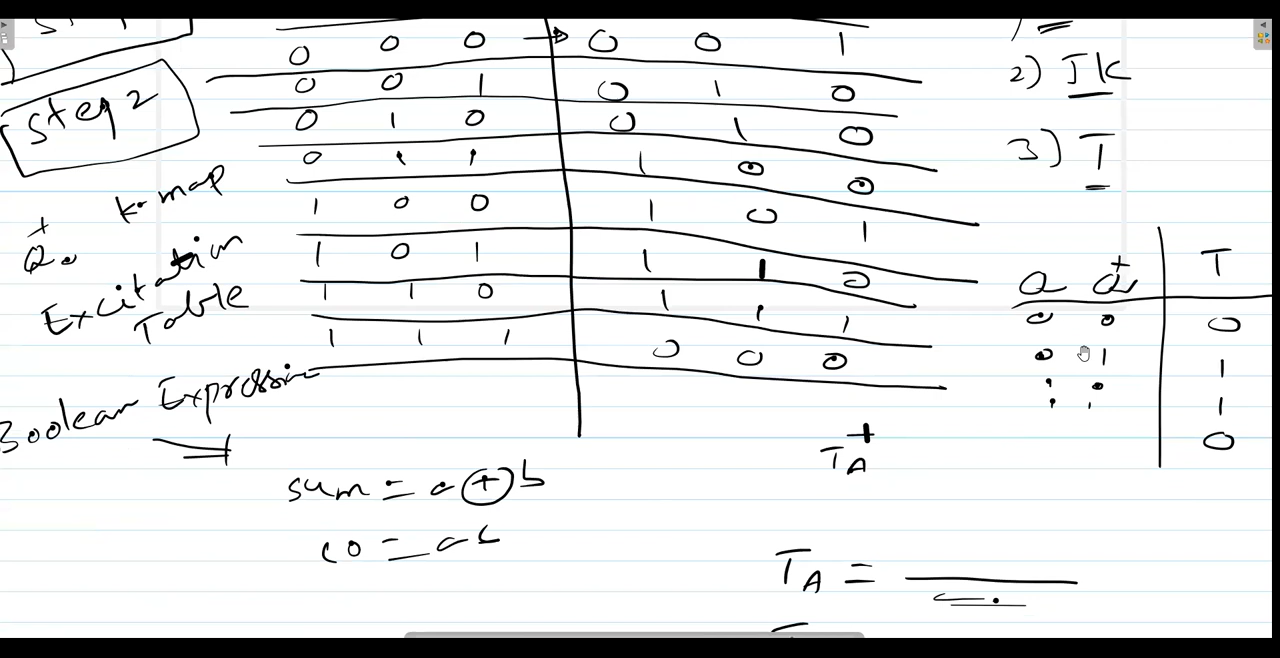 0 0 0 → 0 0 1
0 0 1 0 1 0
0 1 0 0 1 0
0 1 1 1 0 0
1 0 0 1 0 1
1 0 1 1 1 0
1 1 0 1 1 1
1 1 1 0 0 0
Step 2
k-map
Q+
Excitation
Table
Boolean Expression
sum = a ⊕ b
co = ab
2) JK
3) T
Q Q+ T
0 0 0
0 1 1
1 0 1
1 1 0
TA+
TA =